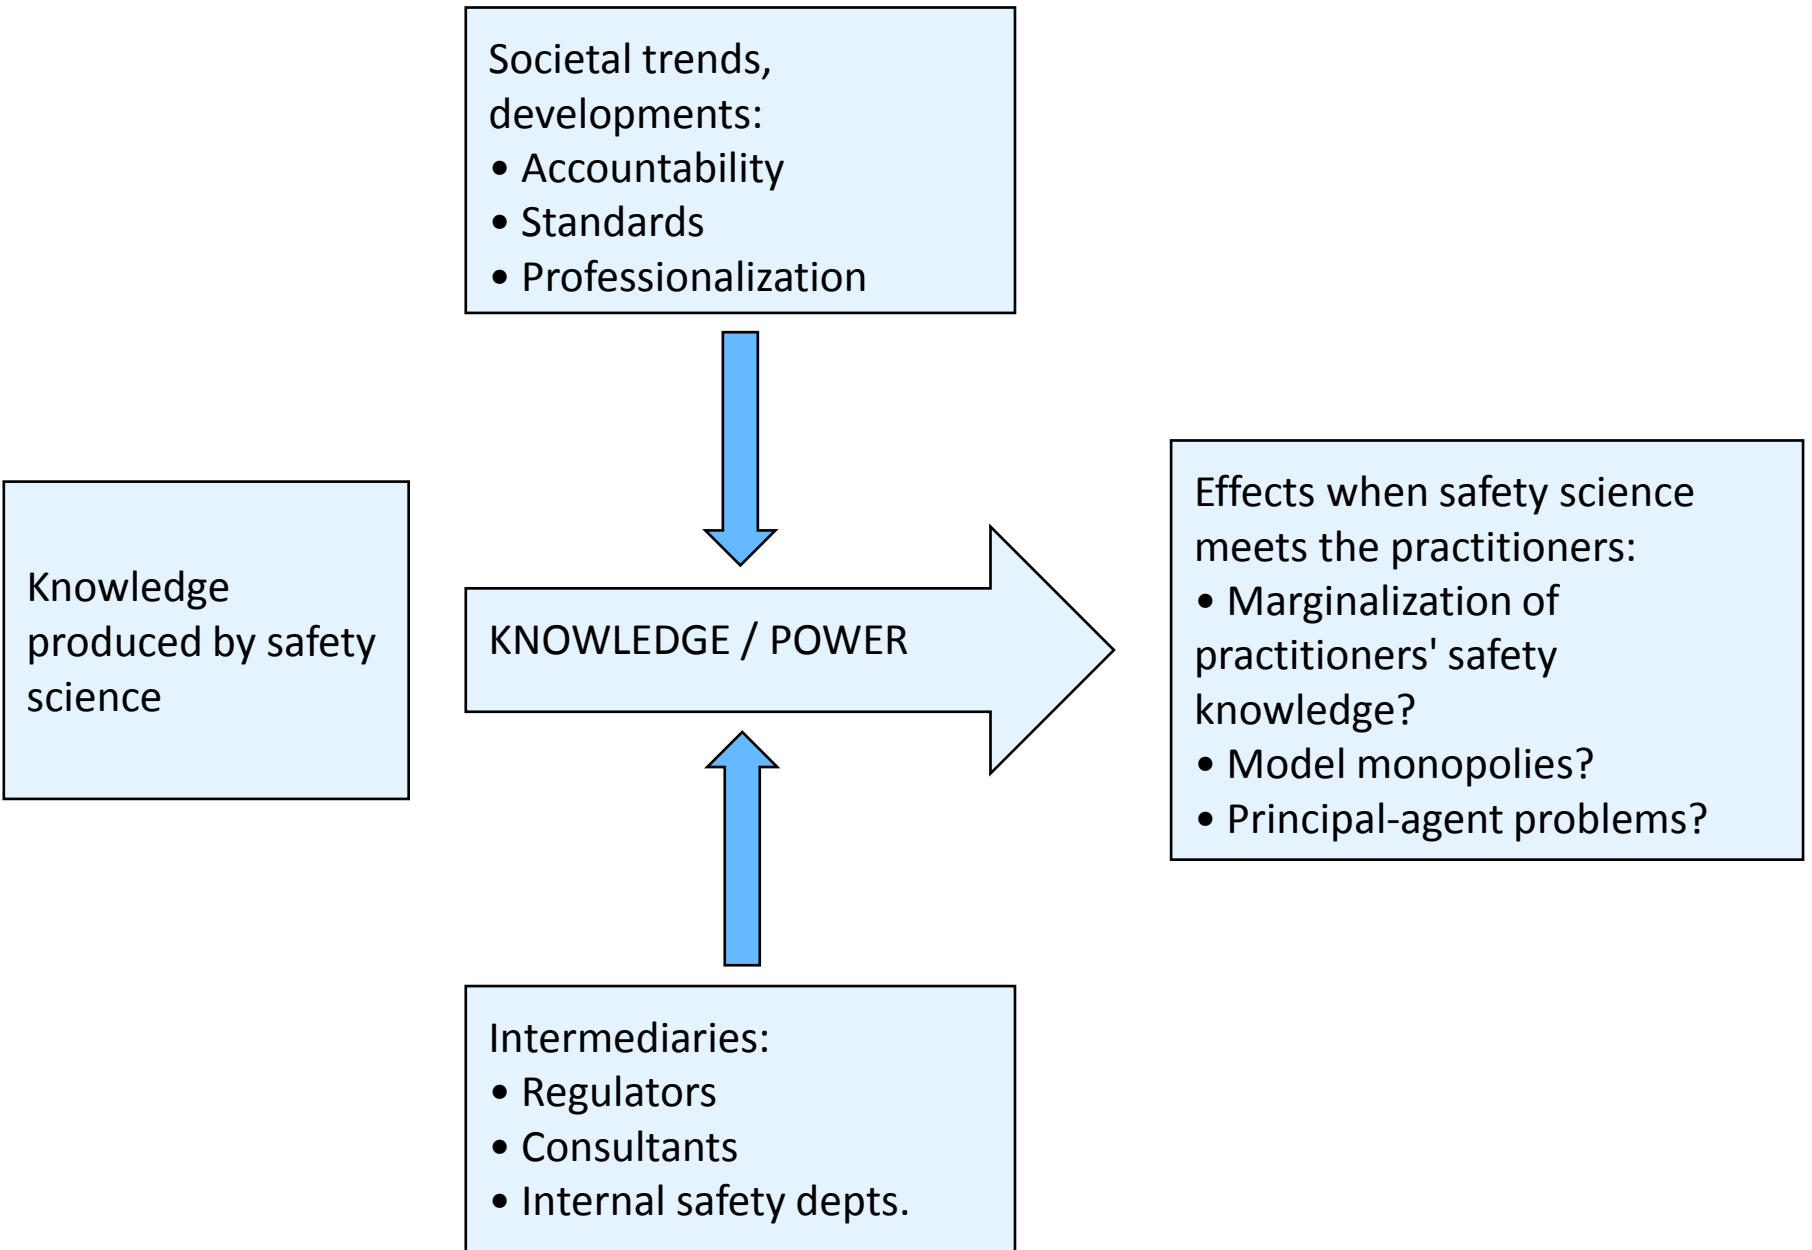 Societal trends,
developments:
• Accountability
• Standards
• Professionalization
Knowledge
produced by safety
science
KNOWLEDGE / POWER
Effects when safety science
meets the practitioners:
• Marginalization of
practitioners' safety
knowledge?
• Model monopolies?
• Principal-agent problems?
Intermediaries:
• Regulators
• Consultants
• Internal safety depts.